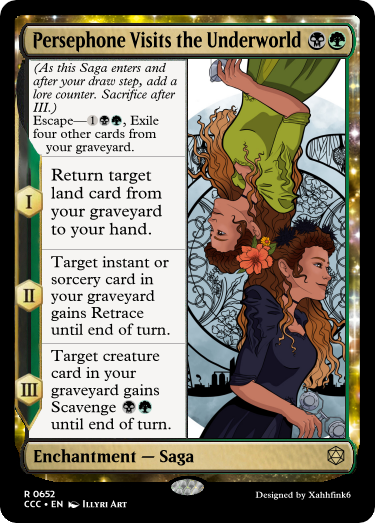 Persephone Visits the Underworld
(As this Saga enters and
after your draw step, add a
lore counter. Sacrifice after
III.)
Escape—1, Exile
four other cards from
your graveyard.
I
Return target
land card from
your graveyard
to your hand.
II
Target instant or
sorcery card in
your graveyard
gains Retrace
until end of turn.
III
Target creature
card in your
graveyard gains
Scavenge
until end of turn.
Enchantment — Saga
R 0652
CCC • EN Illyri Art
Designed by Xahhfink6